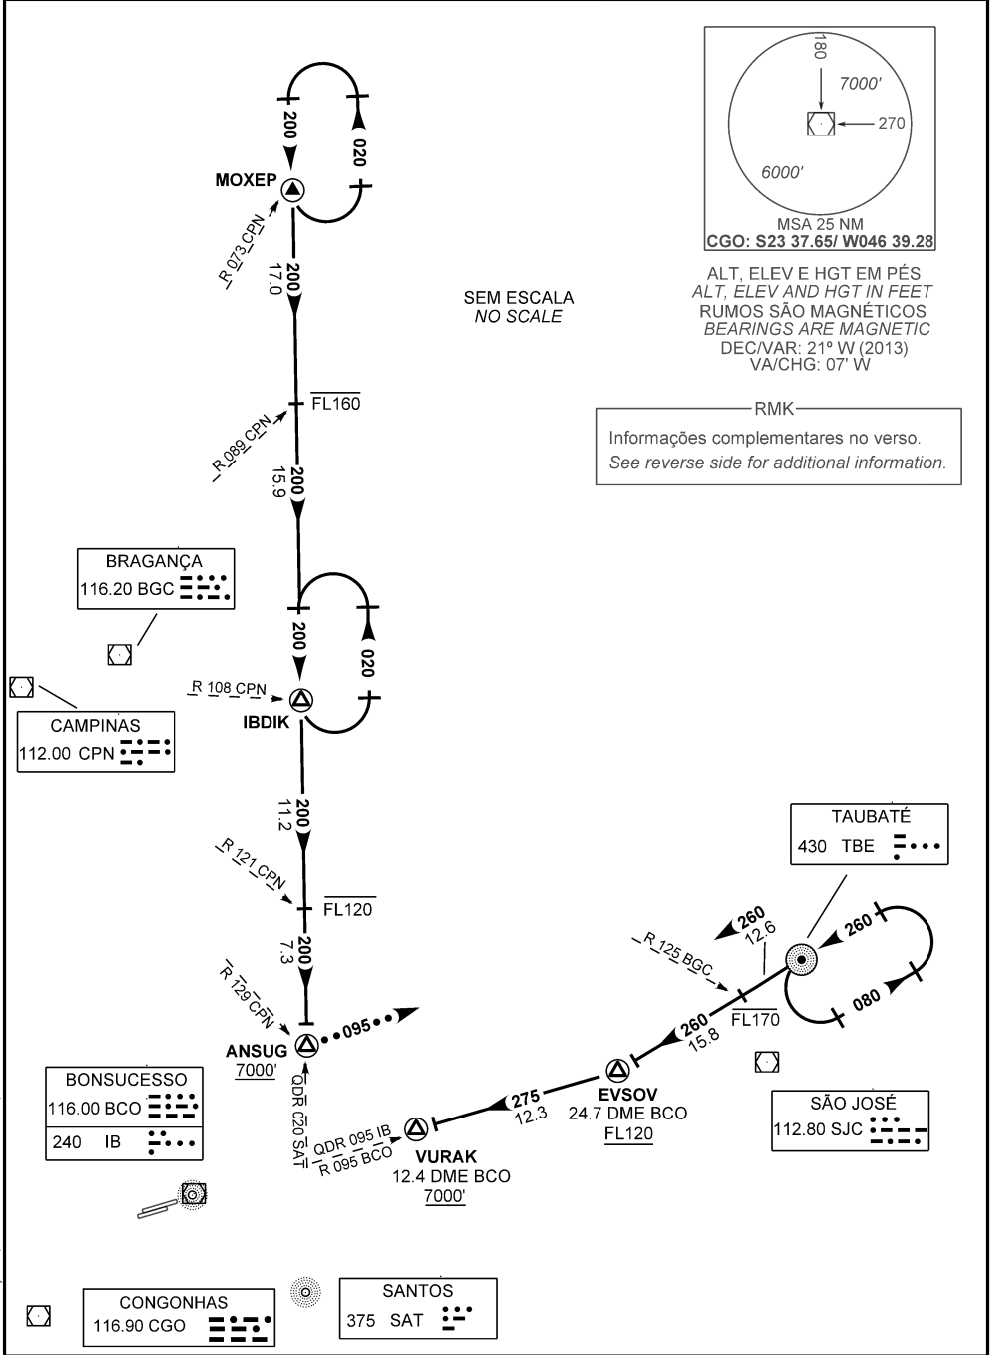 180
7000'
270
6000'
MSA 25 NM
CGO: S23 37.65/ W046 39.28
ALT, ELEV E HGT EM PÉS
ALT, ELEV AND HGT IN FEET
RUMOS SÃO MAGNÉTICOS
BEARINGS ARE MAGNETIC
DEC/VAR: 21º W (2013)
VA/CHG: 07' W
RMK
Informações complementares no verso.
See reverse side for additional information.
SEM ESCALA
NO SCALE
200
020
MOXEP
R 073 CPN
200
17.0
FL160
R 089 CPN
200
15.9
BRAGANÇA
116.20 BGC
200
020
R 108 CPN
IBDIK
CAMPINAS
112.00 CPN
200
11.2
R 121 CPN
FL120
200
7.3
R 129 CPN
ANSUG
7000'
095
QDR 020 SAT
TAUBATÉ
430 TBE
260
12.6
260
080
R 125 BGC
FL170
260
15.8
EVSOV
24.7 DME BCO
FL120
275
12.3
QDR 095 IB
R 095 BCO
VURAK
12.4 DME BCO
7000'
SÃO JOSÉ
112.80 SJC
BONSUCESSO
116.00 BCO
240 IB
CONGONHAS
116.90 CGO
SANTOS
375 SAT